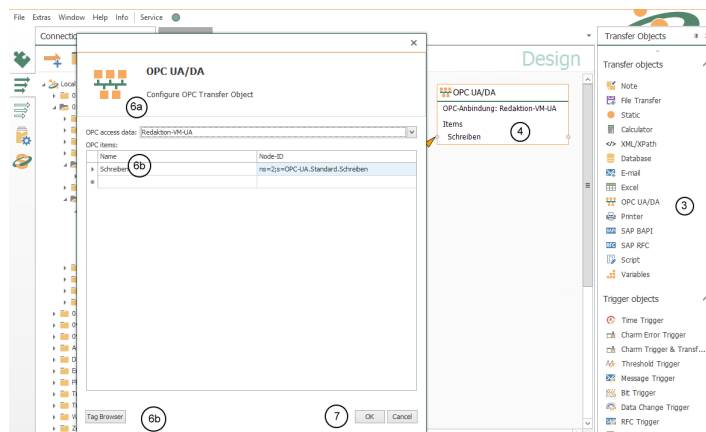 File Extras Window Help Info Service
Connectio
Design
Transfer Objects
Transfer objects
Note
File Transfer
Static
Calculator
XML/XPath
Database
E-mail
Excel
OPC UA/DA
3
Printer
SAP BAPI
SAP RFC
Script
Variables
Trigger objects
Time Trigger
Charm Error Trigger
Charm Trigger & Transf...
Threshold Trigger
Message Trigger
Bit Trigger
Data Change Trigger
RFC Trigger
Local
OPC UA/DA
Configure OPC Transfer Object
6a
OPC access data: Redaktion-VM-UA
OPC items:
Name Node-ID
Schreiben ns=2;s=OPC-UA.Standard.Schreiben
6b
Tag Browser 6b 7 OK Cancel
OPC UA/DA
OPC-Anbindung: Redaktion-VM-UA
Items
Schreiben 4